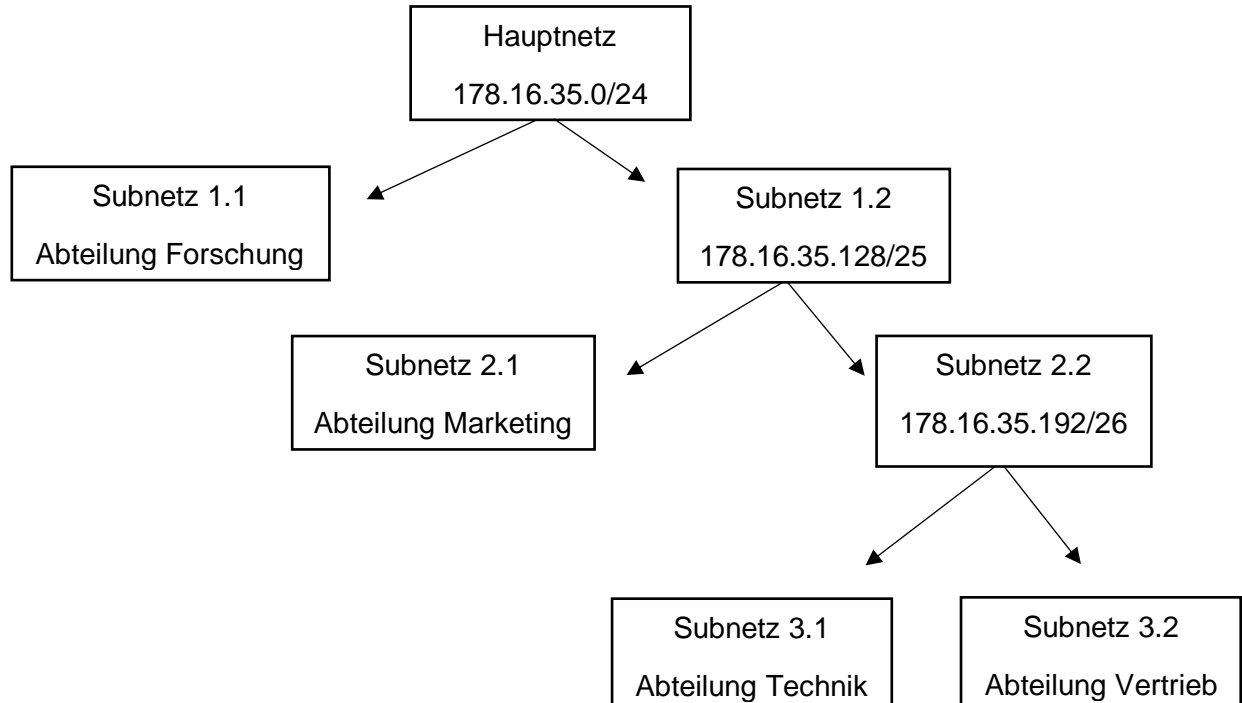 Hauptnetz
178.16.35.0/24
Subnetz 1.1
Abteilung Forschung
Subnetz 1.2
178.16.35.128/25
Subnetz 2.1
Abteilung Marketing
Subnetz 2.2
178.16.35.192/26
Subnetz 3.1
Abteilung Technik
Subnetz 3.2
Abteilung Vertrieb